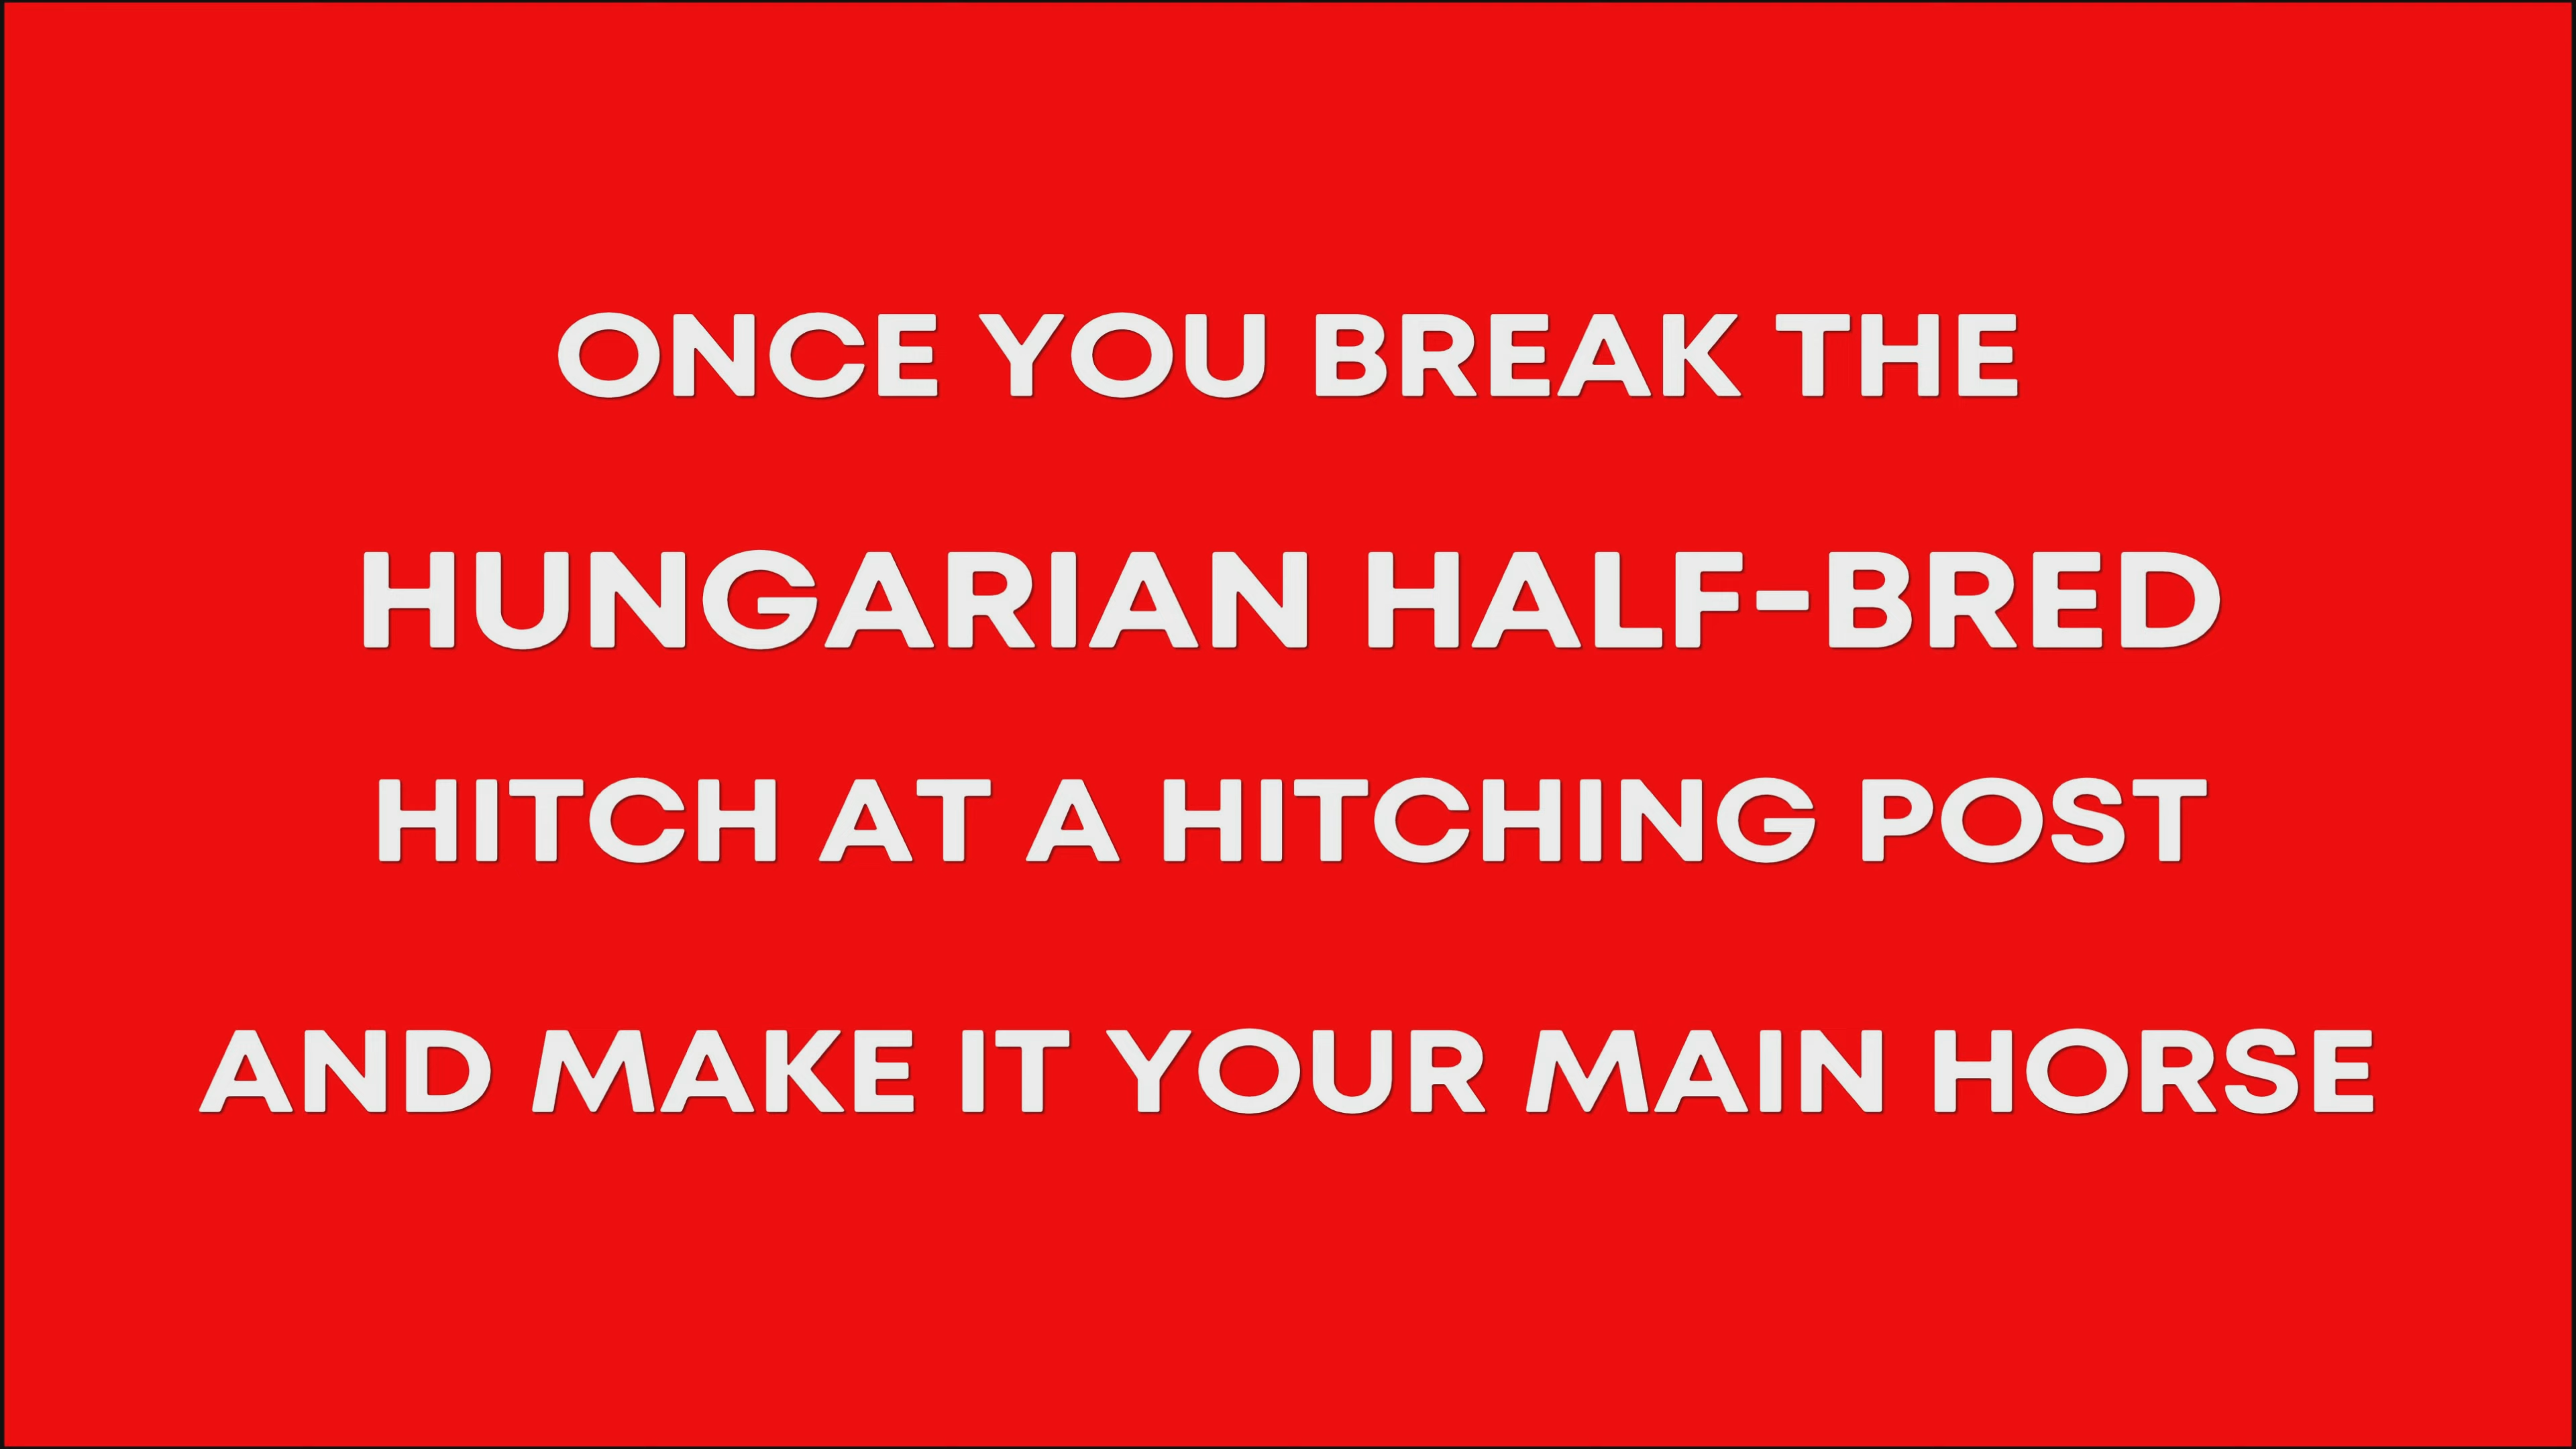 ONCE YOU BREAK THE
HUNGARIAN HALF-BRED
HITCH AT A HITCHING POST
AND MAKE IT YOUR MAIN HORSE